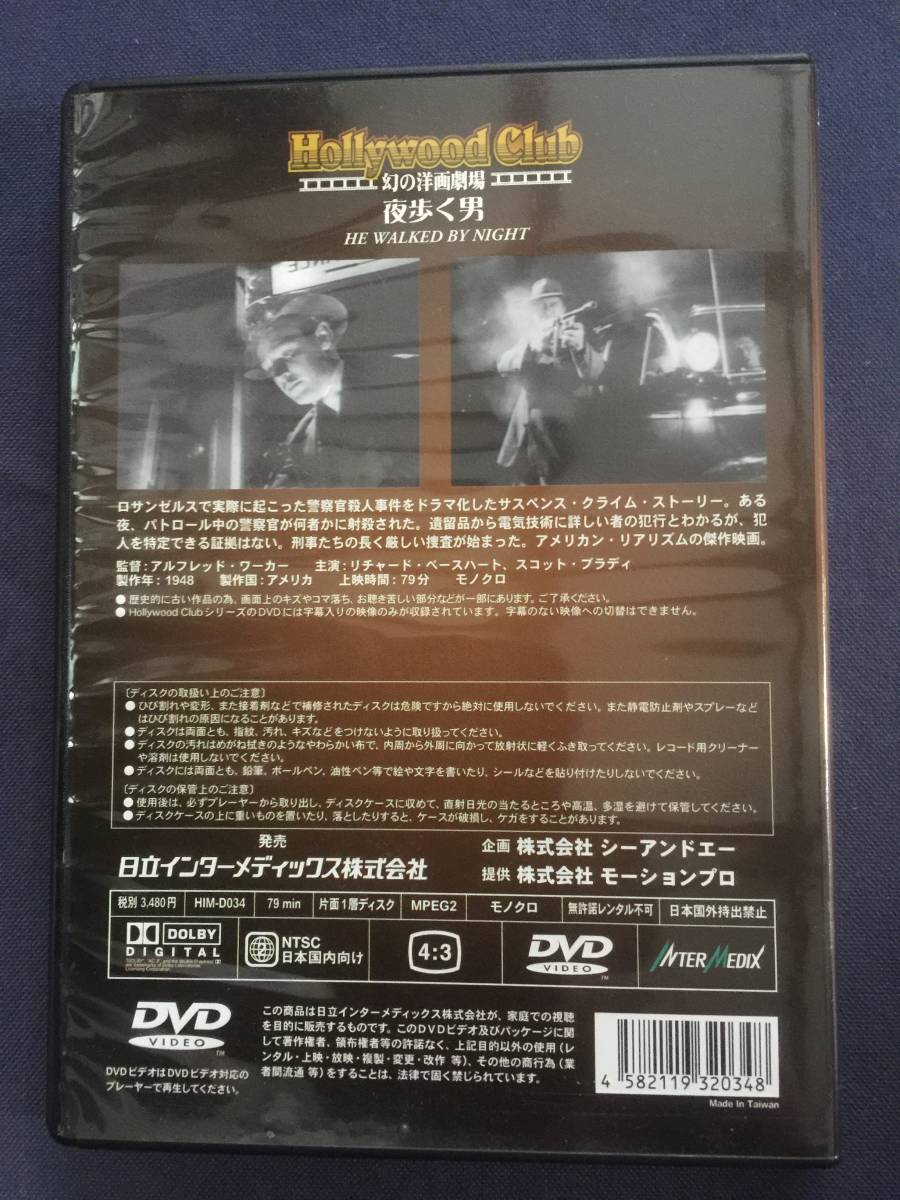 Hollywood Club
幻の洋画劇場
夜歩く男
HE WALKED BY NIGHT
ロサンゼルスで実際に起こった警察官殺人事件をドラマ化したサスペンス・クライム・ストーリー。ある
夜、パトロール中の警察官が何者かに射殺された。遺留品から電気技術に詳しい者の犯行とわかるが、犯
人を特定できる証拠はない。刑事たちの長く厳しい捜査が始まった。アメリカン・リアリズムの傑作映画。
監督：アルフレッド・ワーカー 主演：リチャード・ベースハート、スコット・ブラディ
製作年：1948 製作国：アメリカ 上映時間：79分 モノクロ
●歴史的に古い作品の為、画面上のキズやコマ落ち、お聴き苦しい部分などが一部にあります。ご了承ください。
●Hollywood ClubシリーズのDVDには字幕入りの映像のみが収録されています。字幕のない映像への切替はできません。
〔ディスクの取扱い上のご注意〕
●ひび割れや変形、また接着剤などで補修されたディスクは危険ですから絶対に使用しないでください。また静電防止剤やスプレーなど
はひび割れの原因になることがあります。
●ディスクは両面とも、指紋、汚れ、キズなどをつけないように取り扱ってください。
●ディスクの汚れはめがね拭きのようなやわらかい布で、内周から外周に向かって放射状に軽くふき取ってください。レコード用クリーナー
や溶剤は使用しないでください。
●ディスクには両面とも、鉛筆、ボールペン、油性ペン等で絵や文字を書いたり、シールなどを貼り付けたりしないでください。
〔ディスクの保管上のご注意〕
●使用後は、必ずプレーヤーから取り出し、ディスクケースに収めて、直射日光の当たるところや高温、多湿を避けて保管してください。
●ディスクケースの上に重いものを置いたり、落としたりすると、ケースが破損し、ケガをすることがあります。
発売
日立インターメディックス株式会社
企画 株式会社 シーアンドエー
提供 株式会社 モーションプロ
税別 3,480円 HIM-D034 79 min 片面1層ディスク MPEG2 モノクロ 無許諾レンタル不可 日本国外持出禁止
DOLBY
DIGITAL
2
NTSC
日本国内向け
4:3
DVD
VIDEO
INTERMEDIX
DVD
VIDEO
DVDビデオはDVDビデオ対応の
プレーヤーで再生してください。
この商品は日立インターメディックス株式会社が、家庭での視聴
を目的に販売するものです。このDVDビデオ及びパッケージに関
して著作権者、頒布権者等の許諾なく、上記目的以外の使用（レ
ンタル・上映・放映・複製・変更・改作 等）、その他の商行為（業
者間流通 等）をすることは、法律で固く禁じられています。
4 582119 320348
Made In Taiwan